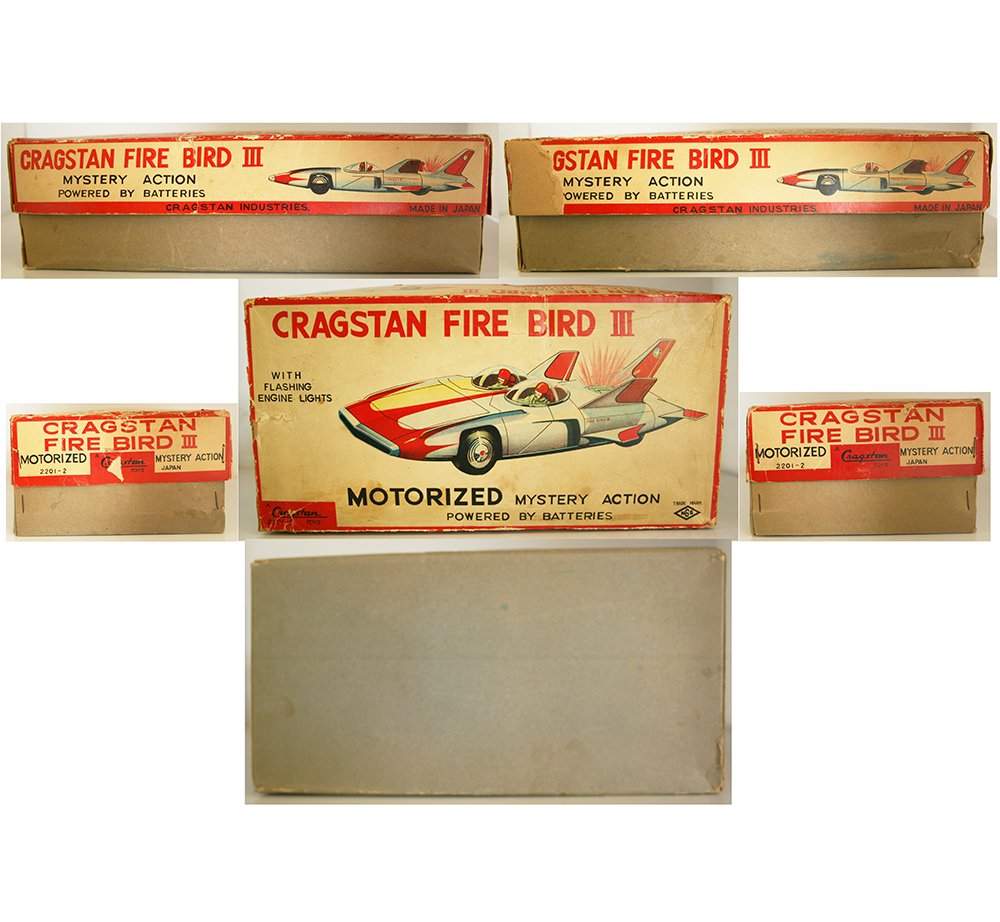 CRAGSTAN FIRE BIRD III
MYSTERY ACTION
POWERED BY BATTERIES
CRAGSTAN INDUSTRIES.
MADE IN JAPAN
GSTAN FIRE BIRD III
MYSTERY ACTION
POWERED BY BATTERIES
CRAGSTAN INDUSTRIES.
MADE IN JAPAN
CRAGSTAN FIRE BIRD III
WITH
FLASHING
ENGINE LIGHTS
MOTORIZED MYSTERY ACTION
POWERED BY BATTERIES
Cragstan
TOYS
TRADE MARK
CRAGSTAN
FIRE BIRD III
MOTORIZED
2201-2
Cragstan
TOYS
MYSTERY ACTION
JAPAN
CRAGSTAN
FIRE BIRD III
MOTORIZED
2201-2
A
Cragstan
TOYS
MYSTERY ACTION
JAPAN